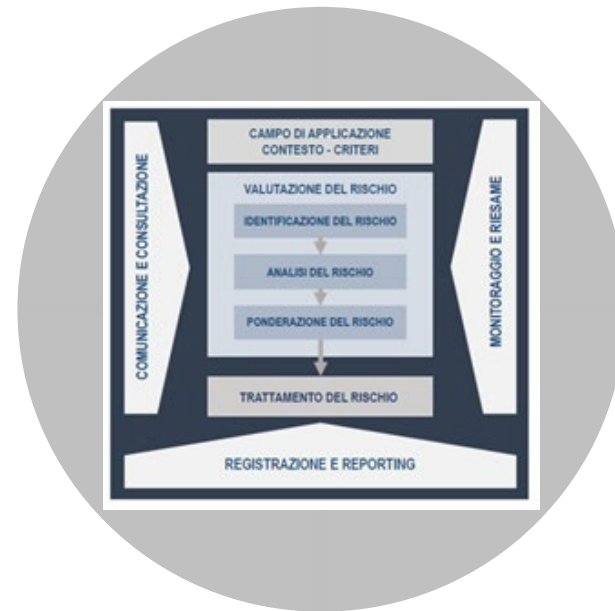 CAMPO DI APPLICAZIONE
CONTESTO - CRITERI
VALUTAZIONE DEL RISCHIO
IDENTIFICAZIONE DEL RISCHIO
ANALISI DEL RISCHIO
PONDERAZIONE DEL RISCHIO
TRATTAMENTO DEL RISCHIO
COMUNICAZIONE E CONSULTAZIONE
MONITORAGGIO E RIESAME
REGISTRAZIONE E REPORTING